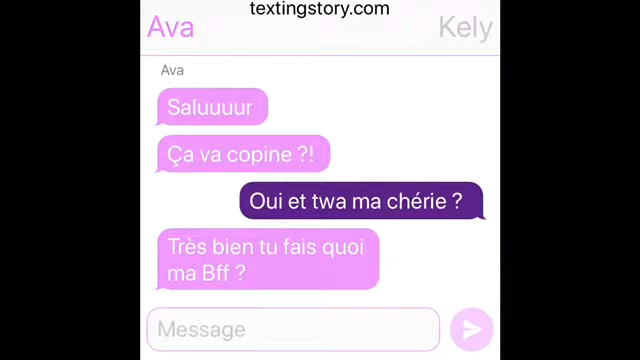 textingstory.com
Ava
Kely
Ava
Saluuuur
Ça va copine ?!
Oui et twa ma chérie ?
Très bien tu fais quoi
ma Bff ?
Message